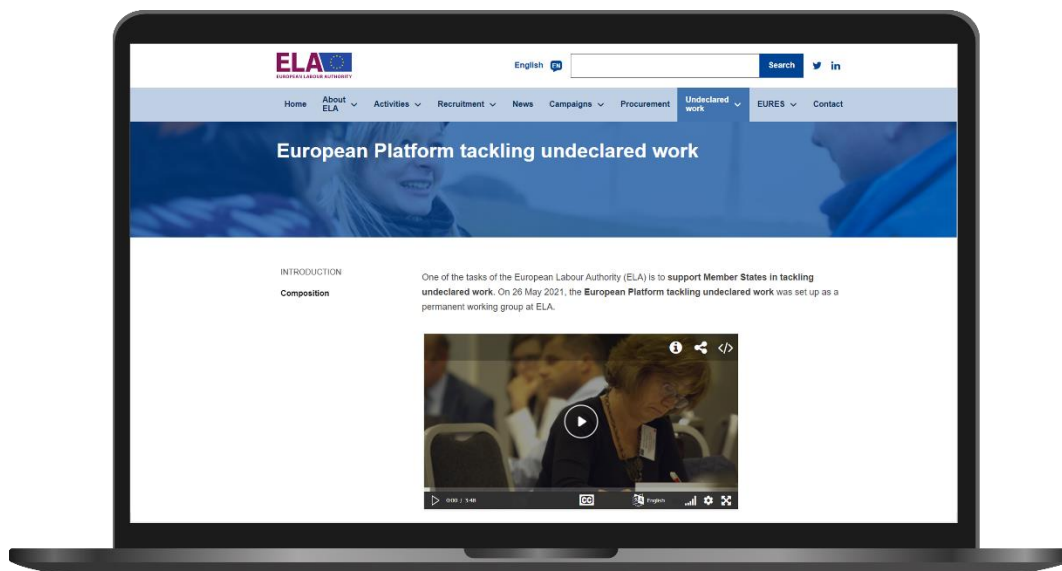 ELA
EUROPEAN LABOUR AUTHORITY
English EN
Search
in
Home About ELA Activities Recruitment News Campaigns Procurement Undeclared work EURES Contact
European Platform tackling undeclared work
INTRODUCTION
Composition
One of the tasks of the European Labour Authority (ELA) is to support Member States in tackling
undeclared work. On 26 May 2021, the European Platform tackling undeclared work was set up as a
permanent working group at ELA.
0:00 / 5:48
CC
English